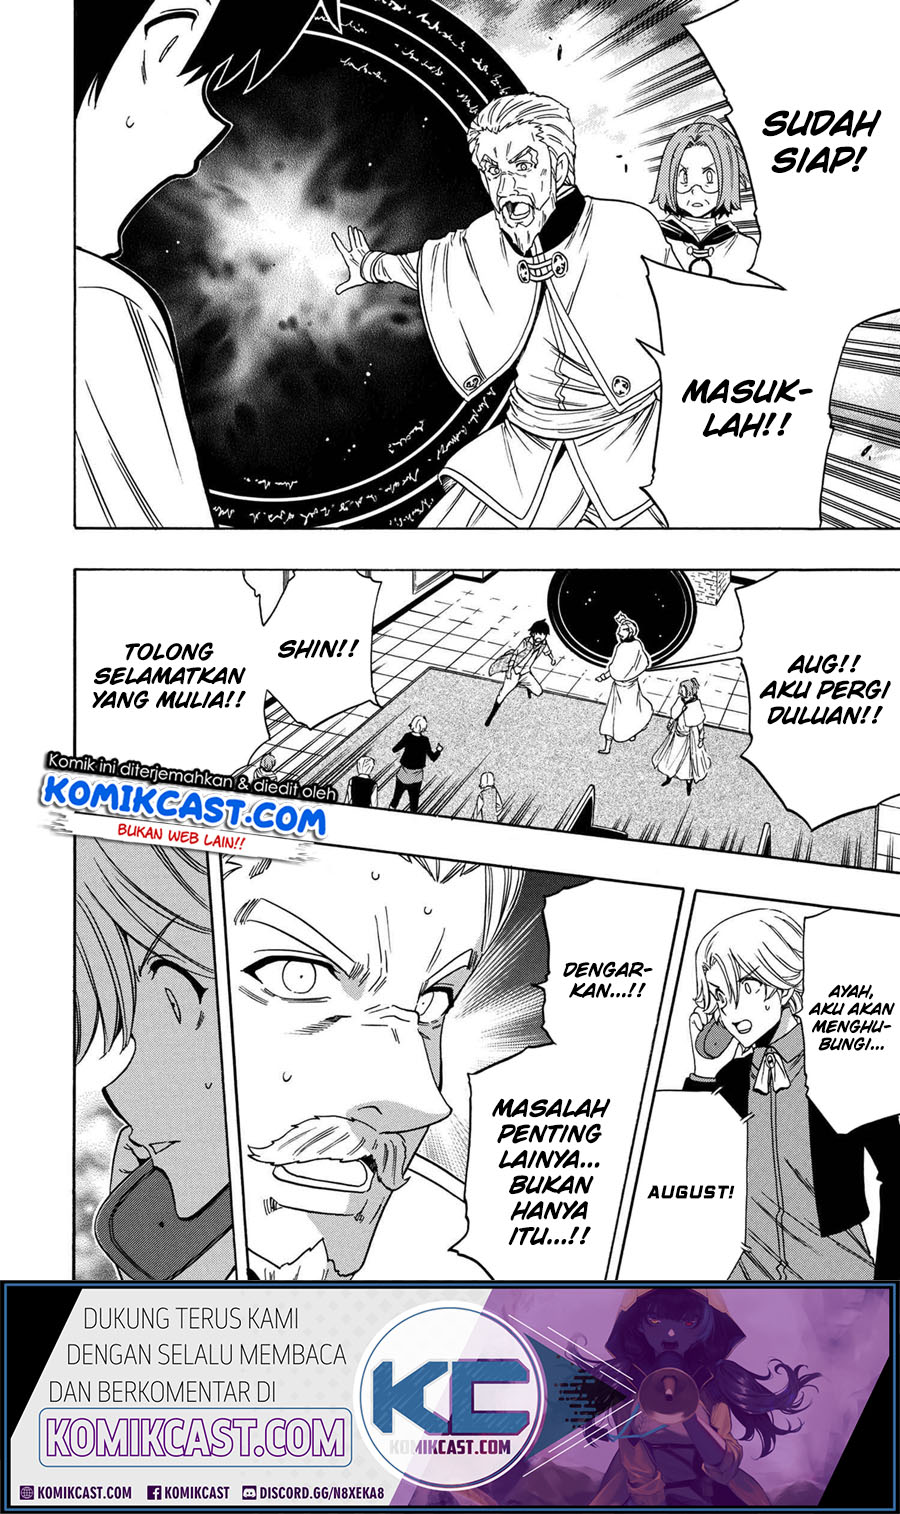 SUDAH
SIAP!
MASUK-
LAH!!
AUG!!
AKU PERGI
DULUAN!!
SHIN!!
TOLONG
SELAMATKAN
YANG MULIA!!
Komik ini diterjemahkan & diedit oleh
KOMIKCAST.COM
BUKAN WEB LAIN!!
AYAH,
AKU AKAN
MENGHU-
BUNGI...
AUGUST!
DENGAR-
KAN...!!
MASALAH
PENTING
LAINYA...
BUKAN
HANYA
ITU...!!
DUKUNG TERUS KAMI
DENGAN SELALU MEMBACA
DAN BERKOMENTAR DI
KOMIKCAST.COM
KC
KOMIKCAST.COM
KOMIKCAST.COM KOMIKCAST DISCORD.GG/N8XEKA8